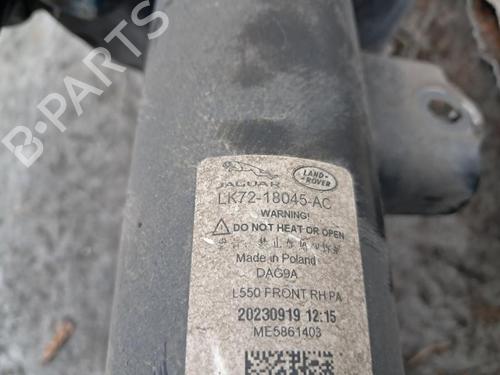 B-PARTS
JAGUAR
LAND-
ROVER
LK72-18045-AC
WARNING!
DO NOT HEAT OR OPEN
Made in Poland
DAG9A
L550 FRONT RH PA
20230919 12:15
ME5861403